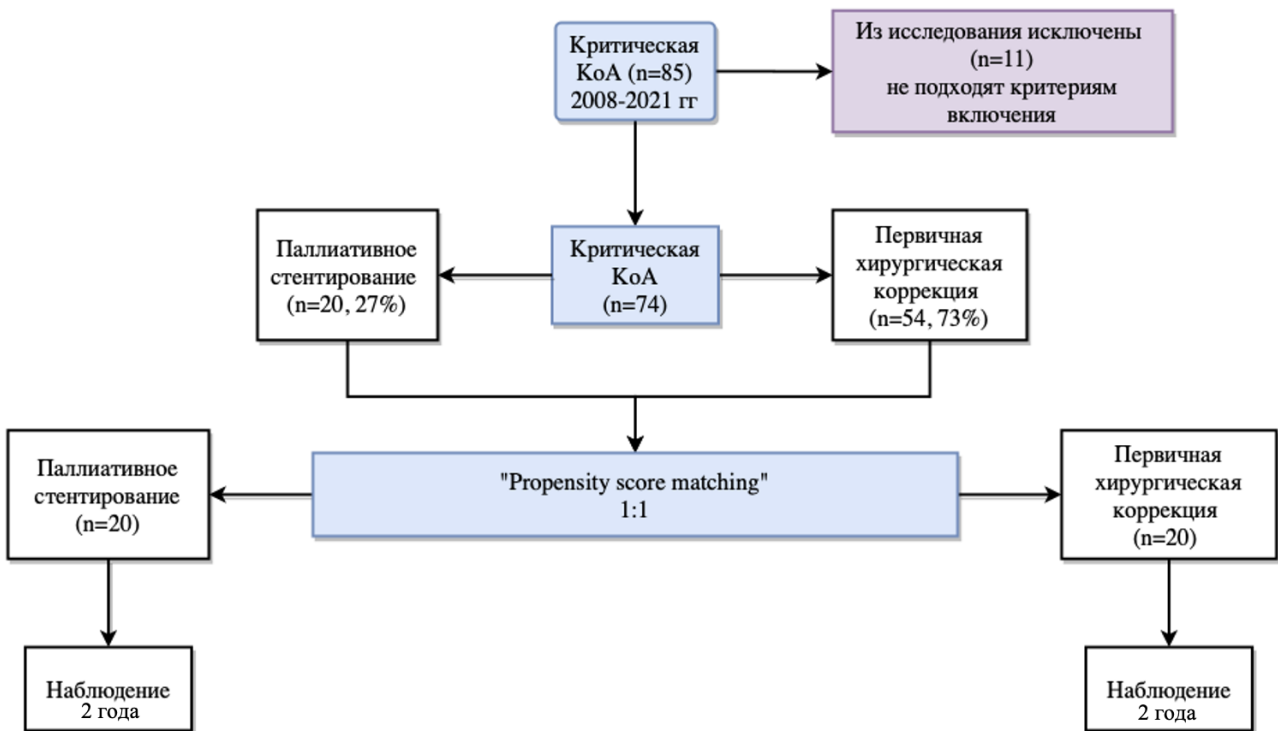 Критическая
КоА (n=85)
2008-2021 гг
Из исследования исключены
(n=11)
не подходят критериям
включения
Паллиативное
стентирование
(n=20, 27%)
Критическая
КоА
(n=74)
Первичная
хирургическая
коррекция
(n=54, 73%)
Паллиативное
стентирование
(n=20)
"Propensity score matching"
1:1
Первичная
хирургическая
коррекция
(n=20)
Наблюдение
2 года
Наблюдение
2 года